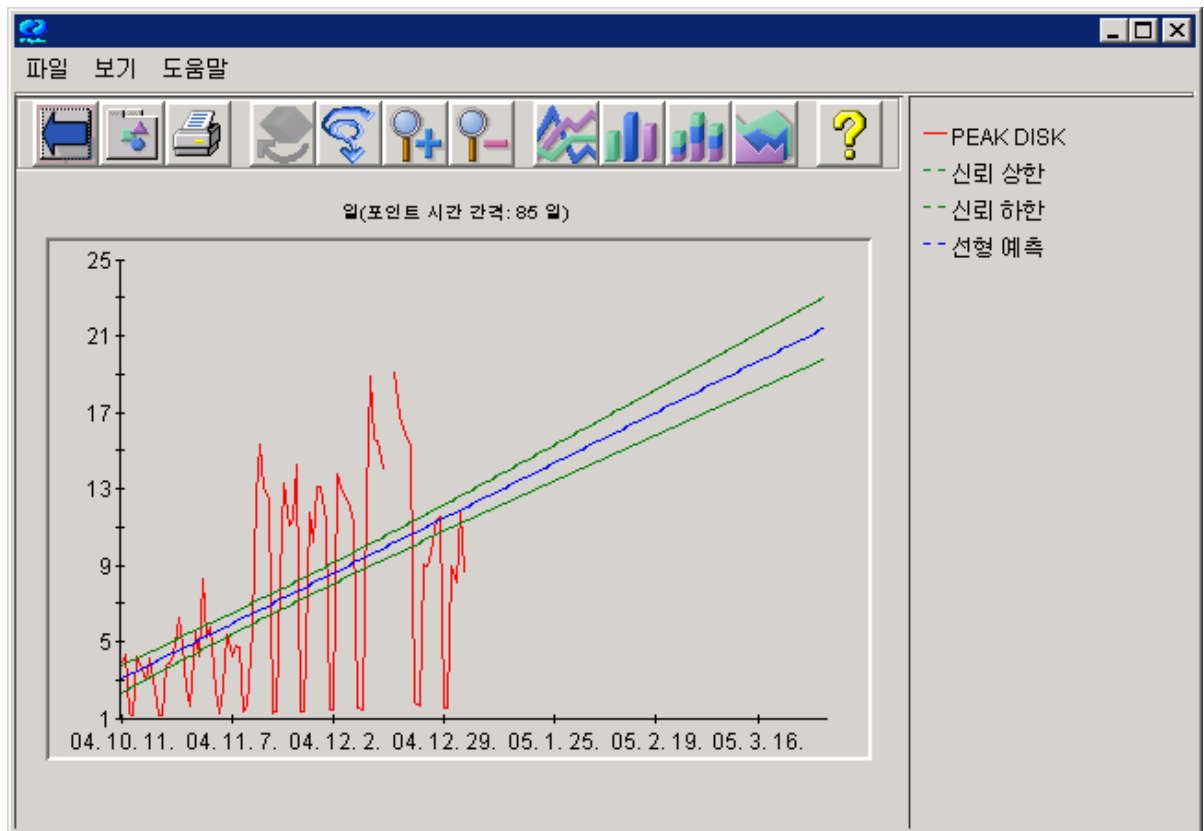 파일 보기 도움말
PEAK DISK
신뢰 상한
신뢰 하한
선형 예측
일(포인트 시간 간격: 85 일)
25
21
17
13
9
5
1
04. 10. 11. 04. 11. 7. 04. 12. 2. 04. 12. 29. 05. 1. 25. 05. 2. 19. 05. 3. 16.